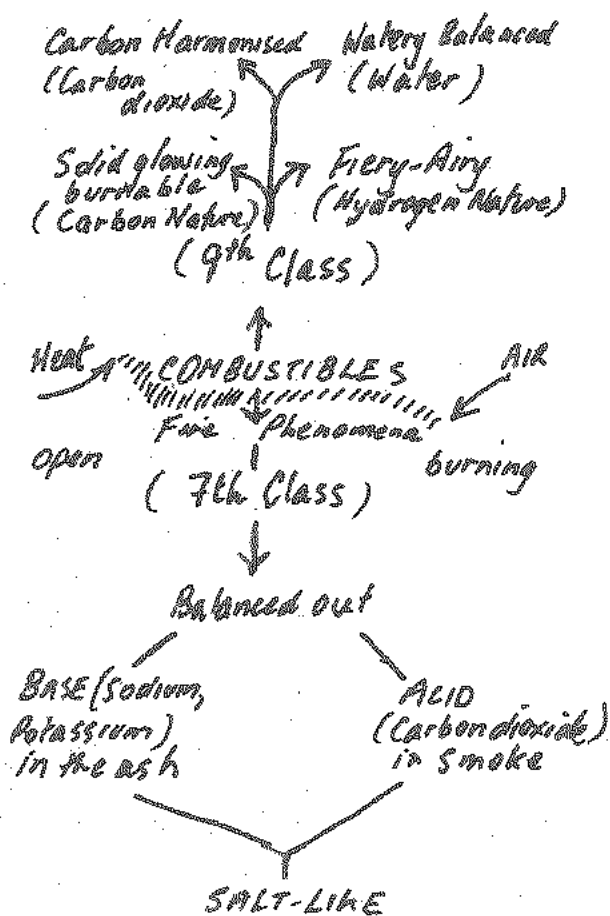 Carbon Harmonised
(Carbon
dioxide)
Watery Balanced
(Water)
Solid glowing
burnable
(Carbon Nature)
Fiery-Airy
(Hydrogen Nature)
(9th Class)
Heat
COMBUSTIBLES
AIR
Fire Phenomena
open
burning
(7th Class)
Balanced out
BASE (Sodium,
Potassium)
in the ash
ACID
(Carbon dioxide)
in smoke
SALT-LIKE